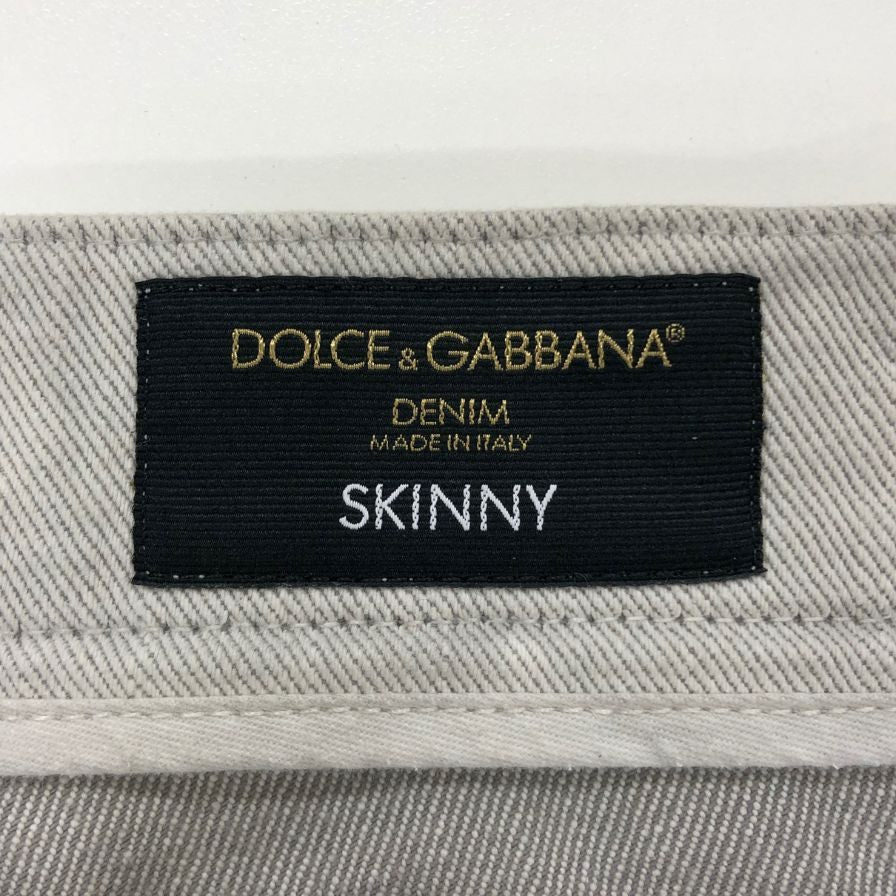 DOLCE & GABBANA®
DENIM
MADE IN ITALY
SKINNY